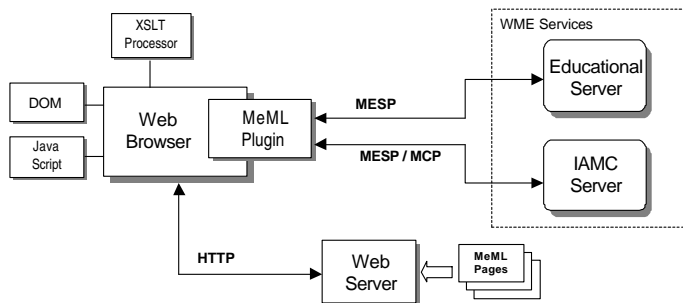 XSLT
Processor
WME Services
Educational
Server
DOM
Web
Browser
MeML
Plugin
MESP
Java
Script
MESP / MCP
IAMC
Server
HTTP
Web
Server
MeML
Pages